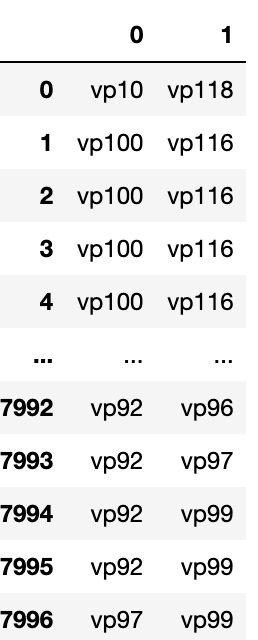 0 1
0 vp10 vp118
1 vp100 vp116
2 vp100 vp116
3 vp100 vp116
4 vp100 vp116
... ... ...
7992 vp92 vp96
7993 vp92 vp97
7994 vp92 vp99
7995 vp92 vp99
7996 vp97 vp99